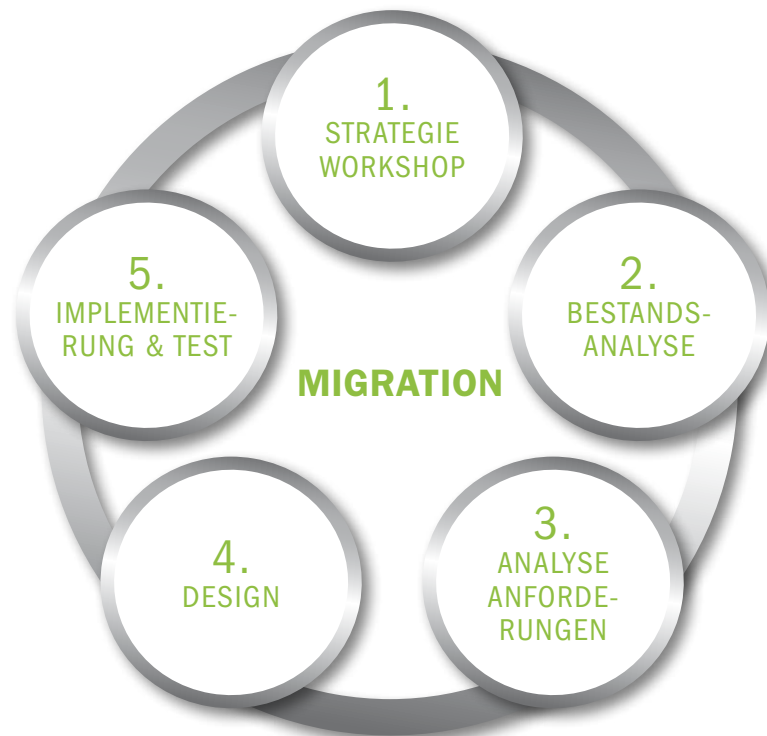 1.
STRATEGIE
WORKSHOP
2.
BESTANDS-
ANALYSE
3.
ANALYSE
ANFORDE-
RUNGEN
4.
DESIGN
5.
IMPLEMENTIE-
RUNG & TEST
MIGRATION